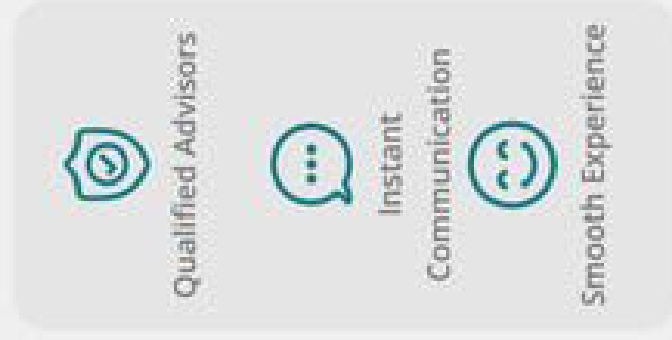 Qualified Advisors
Instant
Communication
Smooth Experience